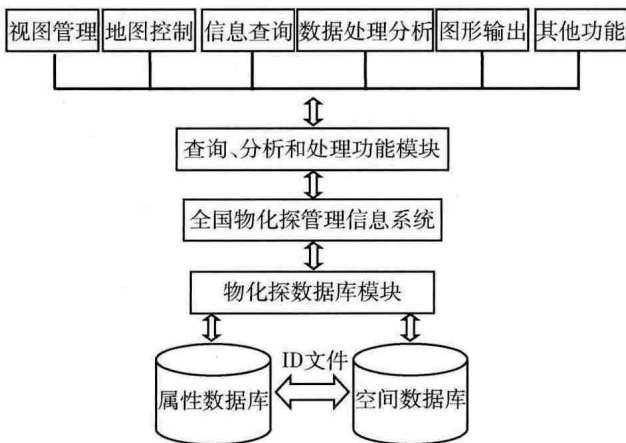 视图管理 地图控制 信息查询 数据处理分析 图形输出 其他功能
查询、分析和处理功能模块
全国物化探管理信息系统
物化探数据库模块
ID文件
属性数据库 空间数据库